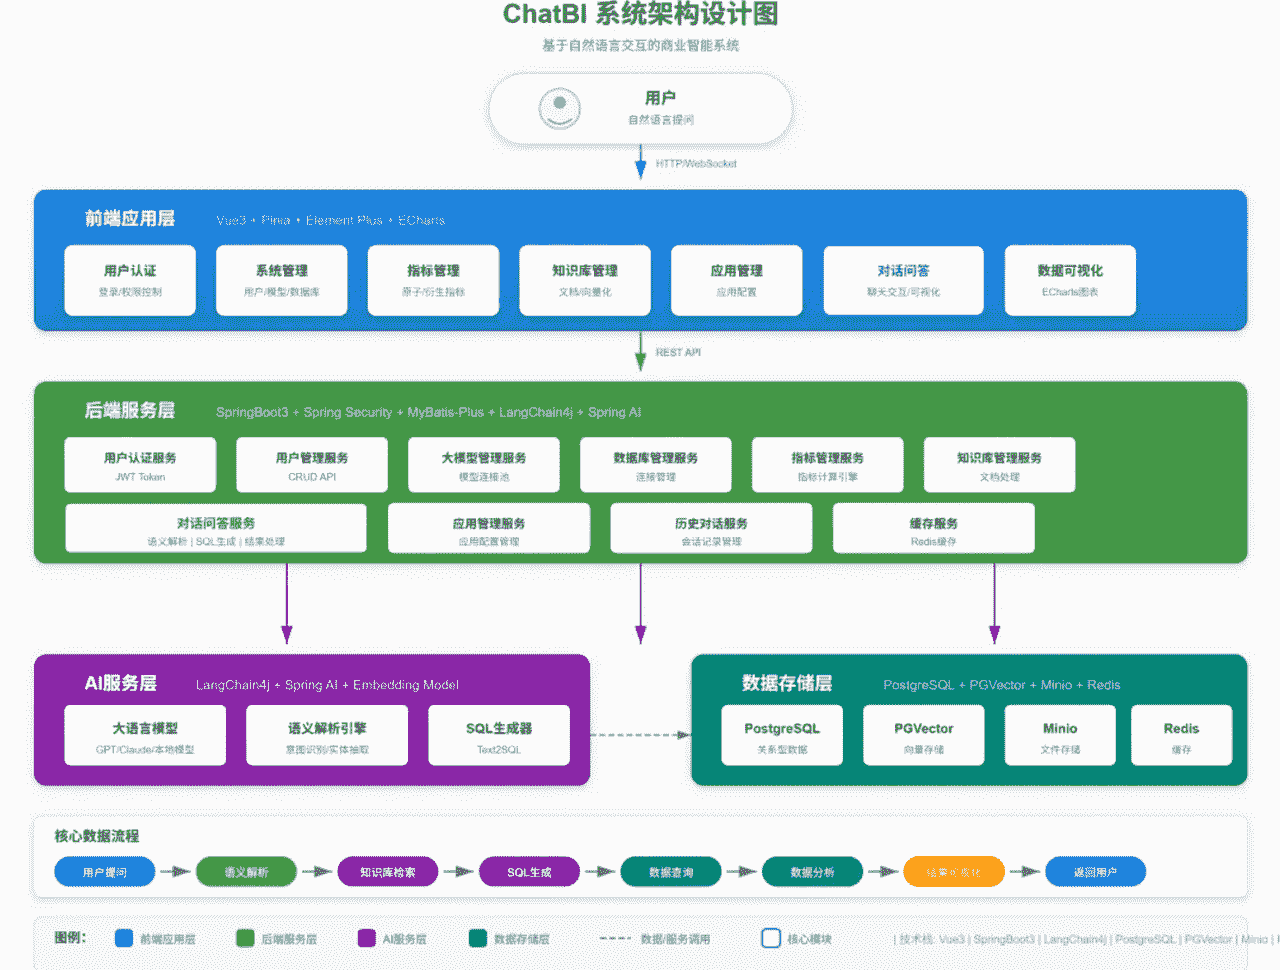 ChatBI 系统架构设计图
基于自然语言交互的商业智能系统
用户
自然语言提问
HTTP/WebSocket
前端应用层 Vue3 + Pinia + Element Plus + ECharts
用户认证 系统管理 指标管理 知识库管理 应用管理 对话问答 数据可视化
登录/权限控制 用户/模型/数据库 原子/衍生指标 文档/向量化 应用配置 聊天交互/可视化 ECharts图表
REST API
后端服务层 SpringBoot3 + Spring Security + MyBatis-Plus + LangChain4j + Spring AI
用户认证服务 用户管理服务 大模型管理服务 数据库管理服务 指标管理服务 知识库管理服务
JWT Token CRUD API 模型连接池 连接管理 指标计算引擎 文档处理
对话问答服务 应用管理服务 历史对话服务 缓存服务
语义解析 | SQL生成 | 结果处理 应用配置管理 会话记录管理 Redis缓存
AI服务层 LangChain4j + Spring AI + Embedding Model
大语言模型 语义解析引擎 SQL生成器
GPT/Claude/本地模型 意图识别/实体抽取 Text2SQL
数据存储层 PostgreSQL + PGVector + Minio + Redis
PostgreSQL PGVector Minio Redis
关系型数据 向量存储 文件存储 缓存
核心数据流程
用户提问 语义解析 知识库检索 SQL生成 数据查询 数据分析 结果可视化 返回用户
图例： 前端应用层 后端服务层 AI服务层 数据存储层 数据/服务调用 核心模块 | 技术栈: Vue3 | SpringBoot3 | LangChain4j | PostgreSQL | PGVector | Minio |